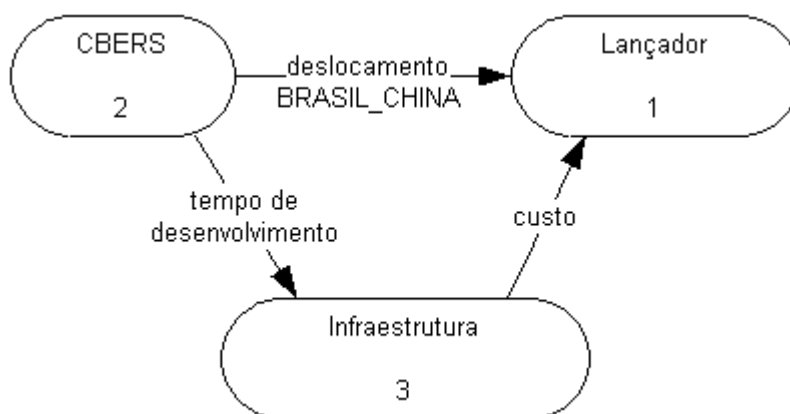 CBERS
2
deslocamento
BRASIL_CHINA
Lançador
1
tempo de
desenvolvimento
custo
Infraestrutura
3